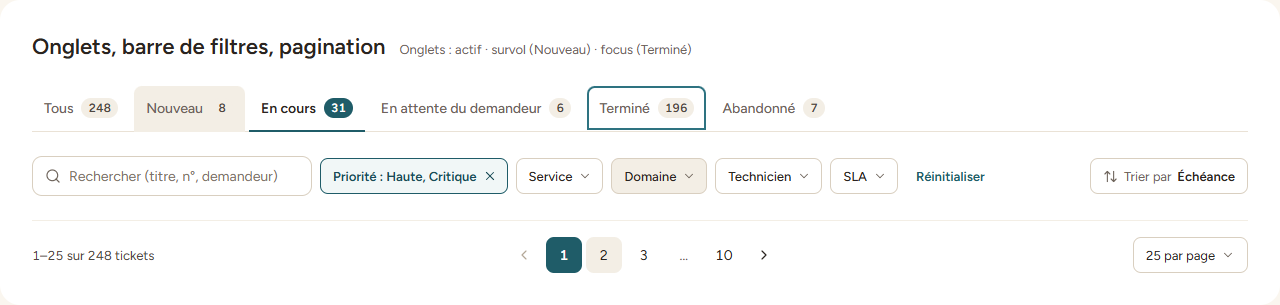 Onglets, barre de filtres, pagination Onglets : actif · survol (Nouveau) · focus (Terminé)
Tous 248 Nouveau 8 En cours 31 En attente du demandeur 6 Terminé 196 Abandonné 7
Rechercher (titre, n°, demandeur) Priorité : Haute, Critique Service Domaine Technicien SLA Réinitialiser Trier par Échéance
1–25 sur 248 tickets 1 2 3 ... 10 25 par page